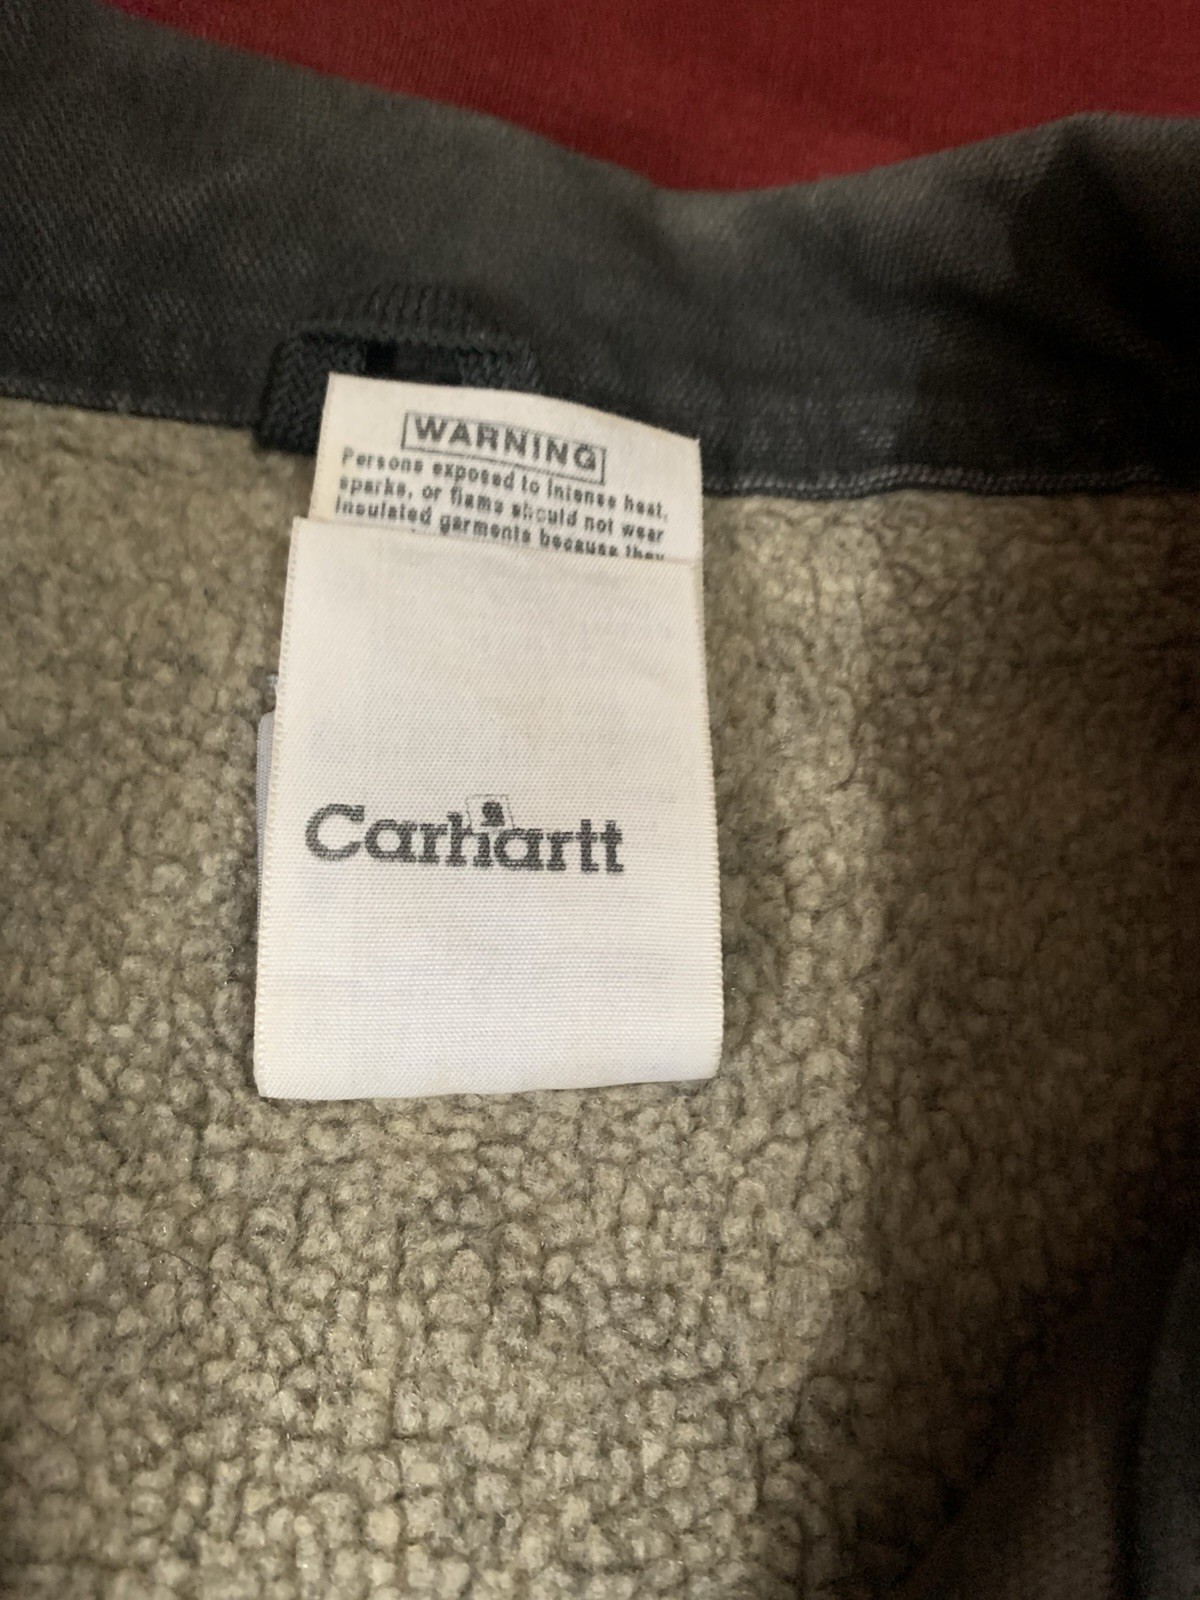 WARNING
Persons exposed to intense heat,
sparks, or flame should not wear
insulated garments because they
Carhartt